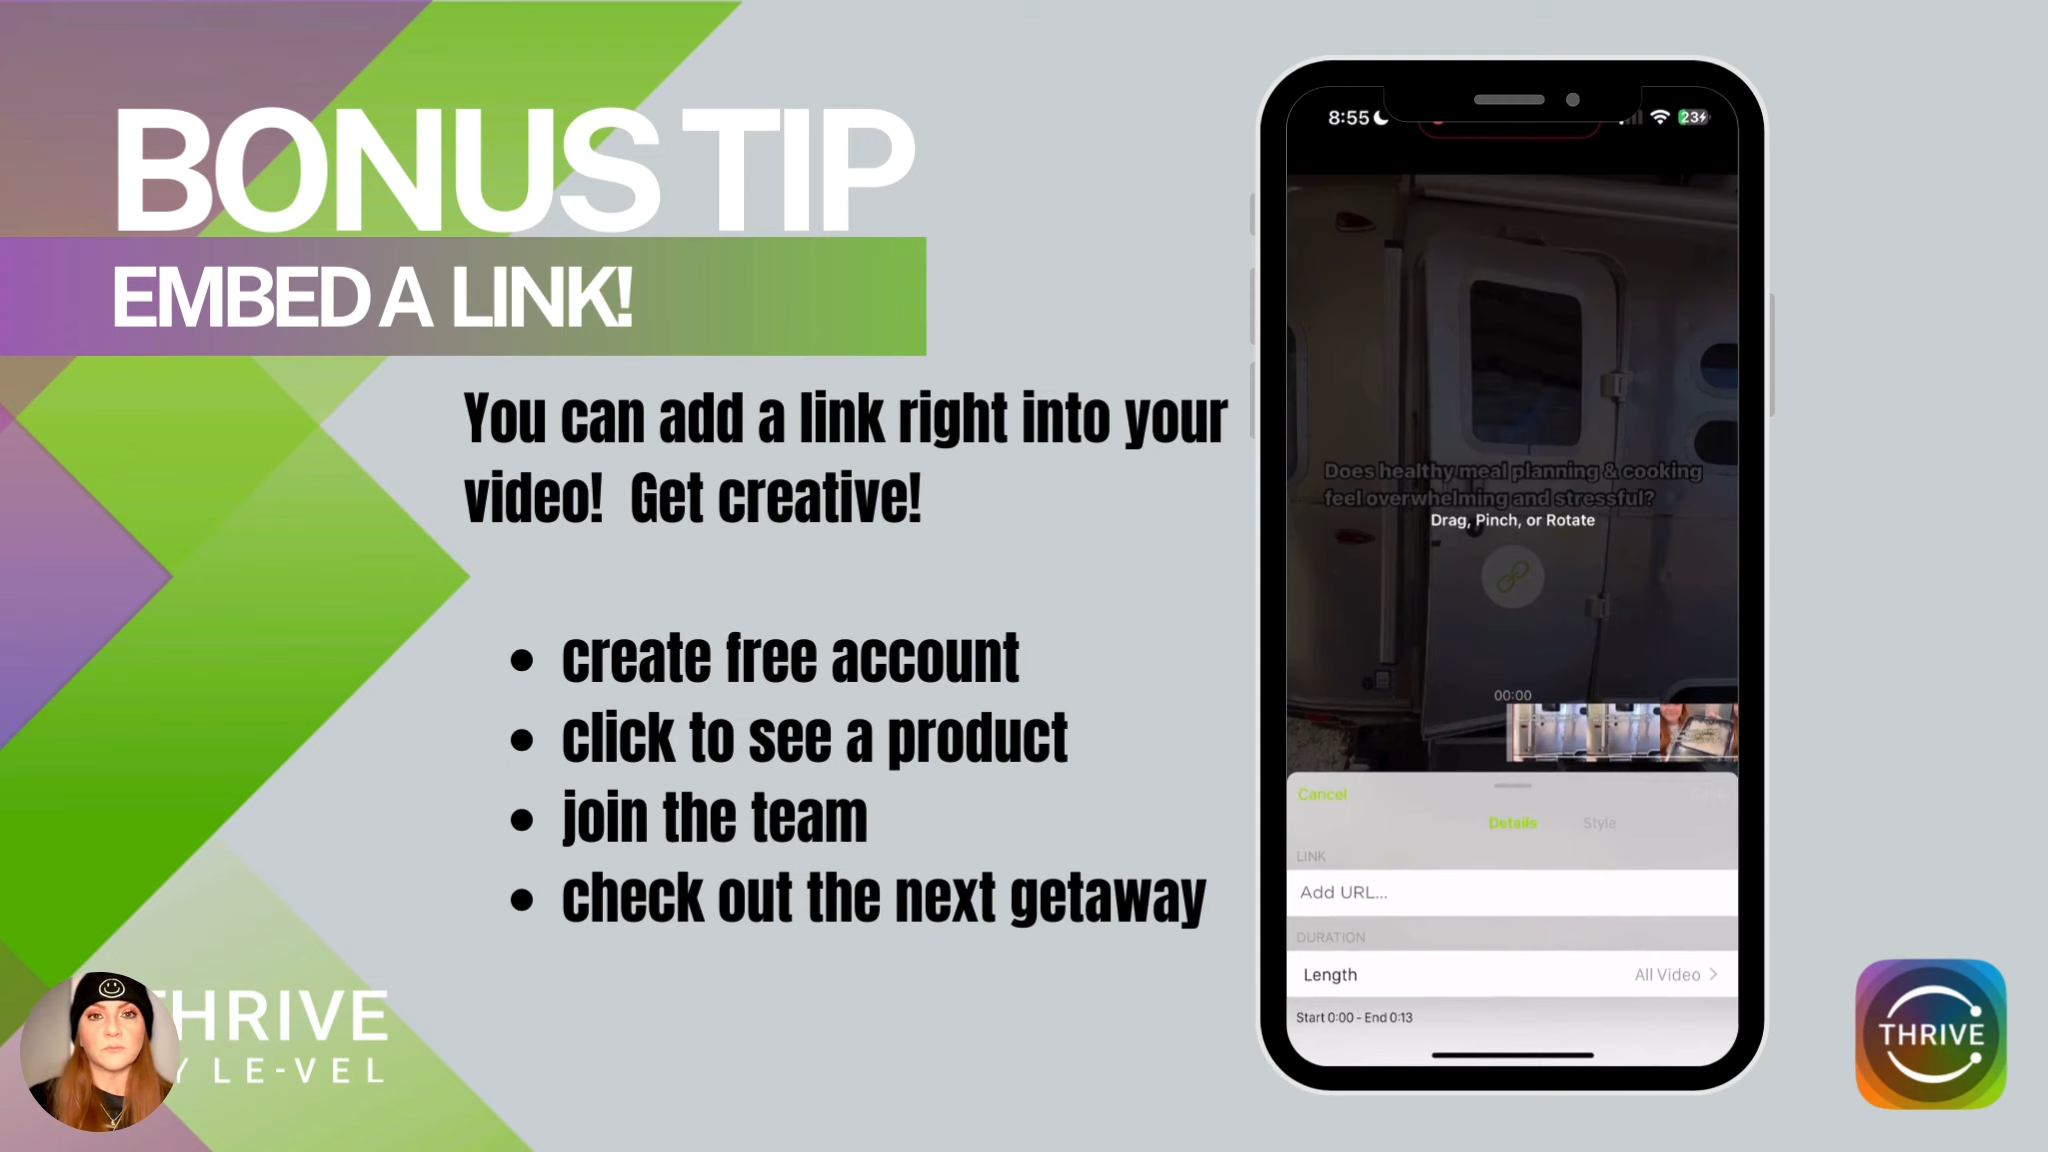 BONUS TIP
EMBED A LINK!
You can add a link right into your
video! Get creative!
• create free account
• click to see a product
• join the team
• check out the next getaway
THRIVE
Y LE-VEL
8:55
23
Does healthy meal planning & cooking
feel overwhelming and stressful?
Drag, Pinch, or Rotate
00:00
Cancel
Details Style
LINK
Add URL...
DURATION
Length All Video
Start 0:00 - End 0:13
THRIVE